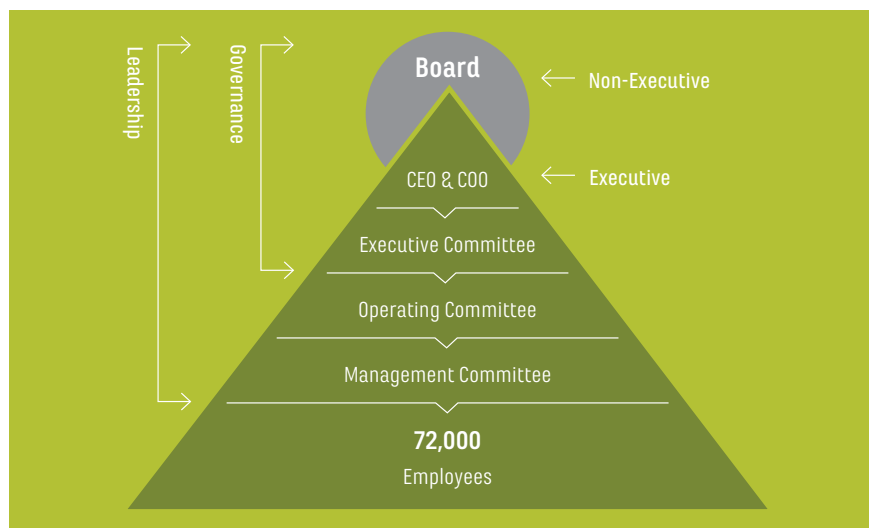 Leadership
Governance
Board
Non-Executive
CEO & COO
Executive
Executive Committee
Operating Committee
Management Committee
72,000
Employees